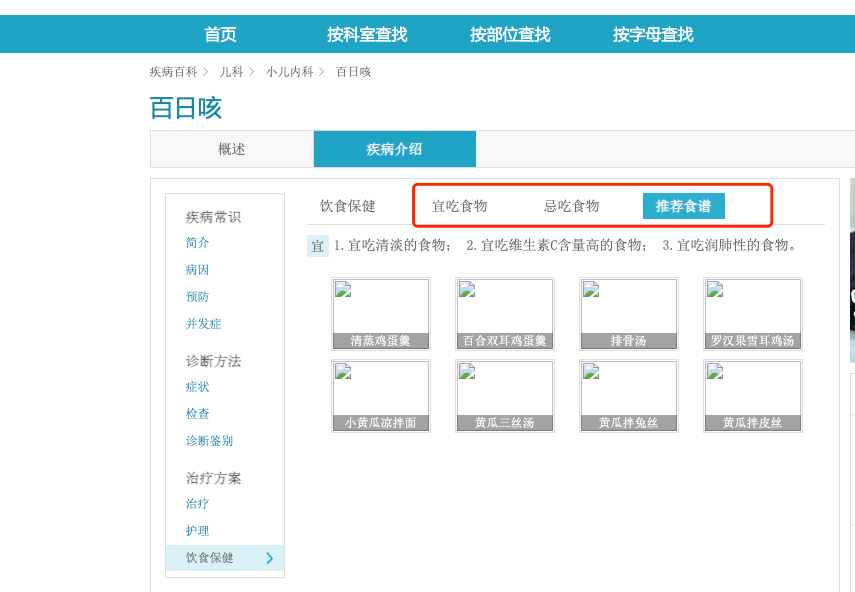 首页 按科室查找 按部位查找 按字母查找
疾病百科 > 儿科 > 小儿内科 > 百日咳
百日咳
概述 疾病介绍
疾病常识
简介
病因
预防
并发症
诊断方法
症状
检查
诊断鉴别
治疗方案
治疗
护理
饮食保健
饮食保健 宜吃食物 忌吃食物 推荐食谱
宜 1.宜吃清淡的食物； 2.宜吃维生素C含量高的食物； 3.宜吃润肺性的食物。
清蒸鸡蛋羹 百合双耳鸡蛋羹 排骨汤 罗汉果雪耳鸡汤
小黄瓜凉拌面 黄瓜三丝汤 黄瓜拌兔丝 黄瓜拌皮丝